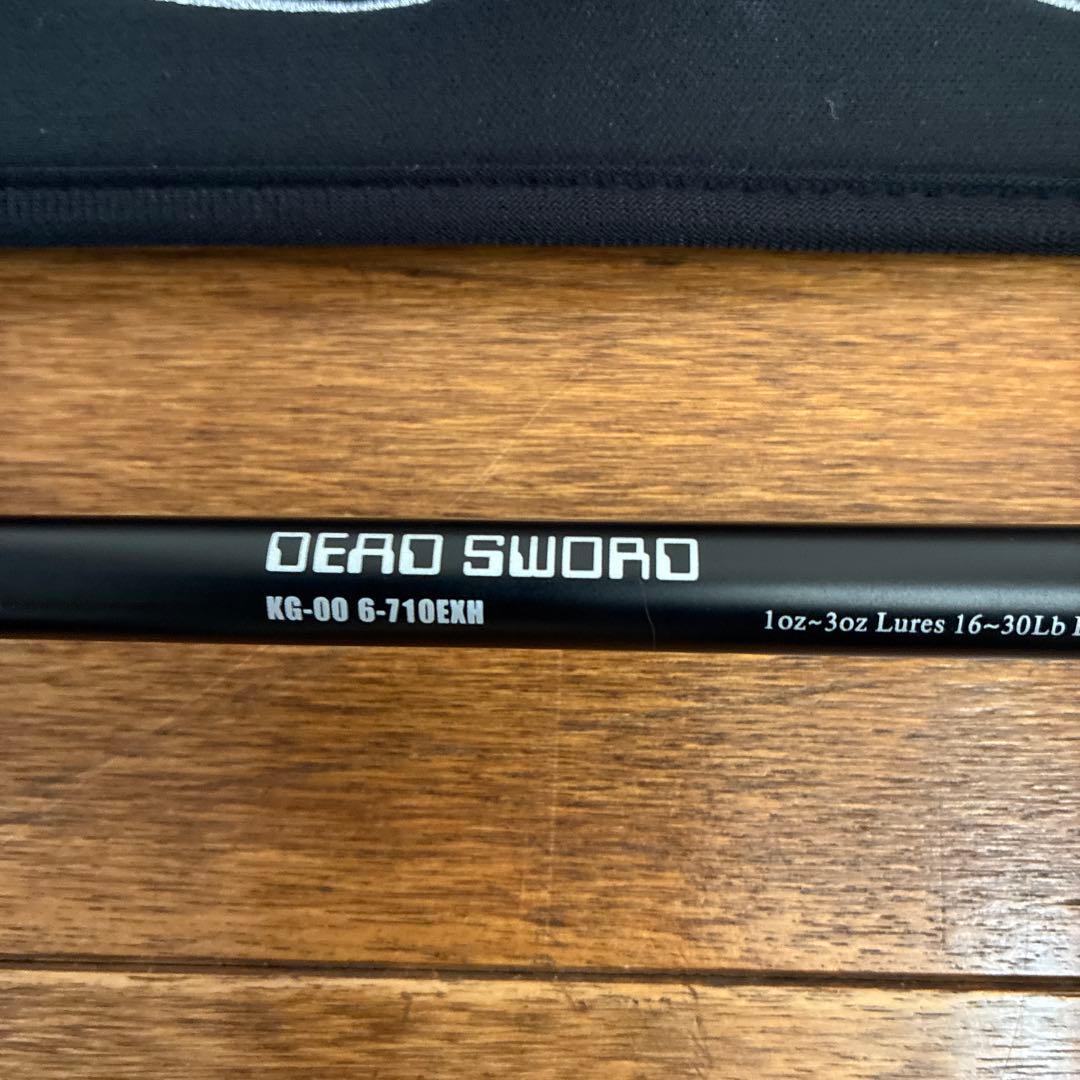 DEAD SWORD
KG-00 6-710EXH
1oz~3oz Lures 16~30Lb